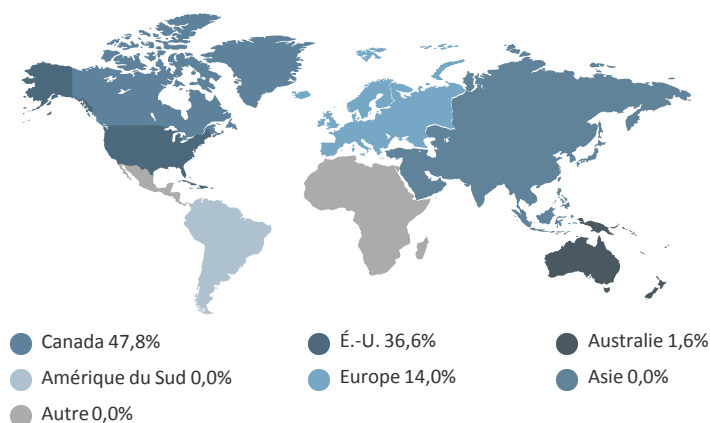 Canada 47,8%
É.-U. 36,6%
Australie 1,6%
Amérique du Sud 0,0%
Europe 14,0%
Asie 0,0%
Autre 0,0%